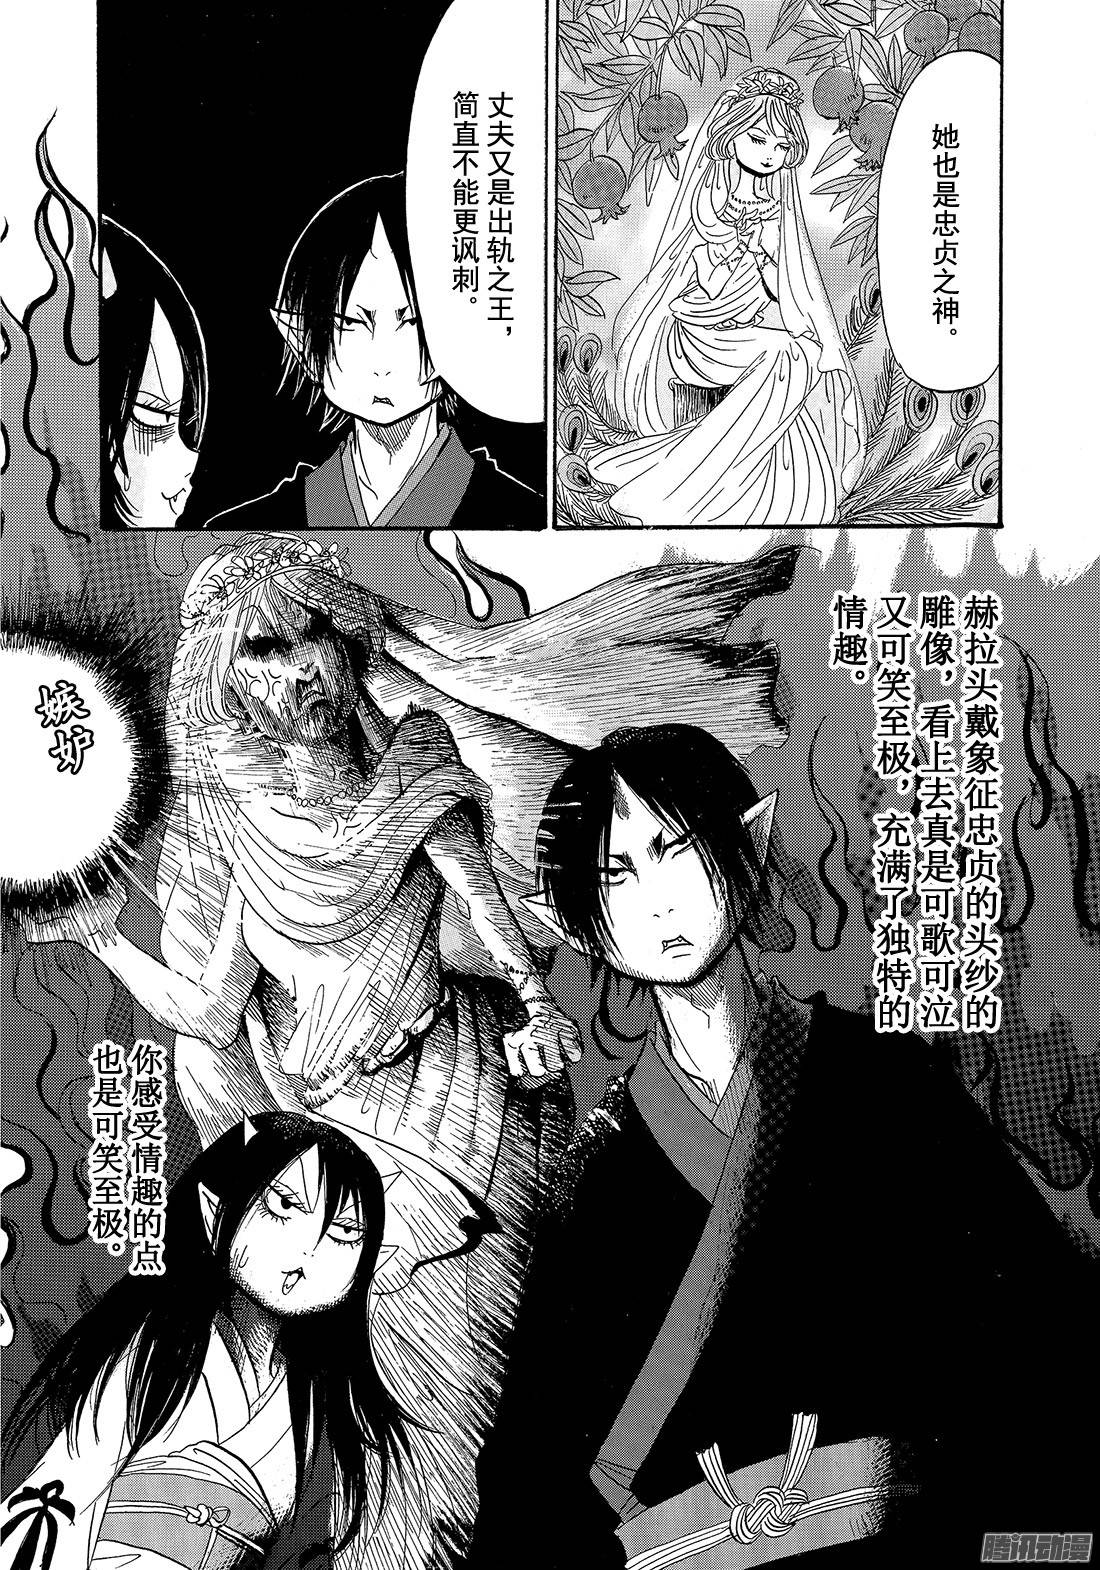 她也是忠贞之神。
丈夫又是出轨之王，
简直不能更讽刺。
赫拉头戴象征忠贞的头纱的
雕像，看上去真是可歌可泣
又可笑至极，充满了独特的
情趣。
嫉妒
你感受情趣的点
也是可笑至极。
腾讯动漫